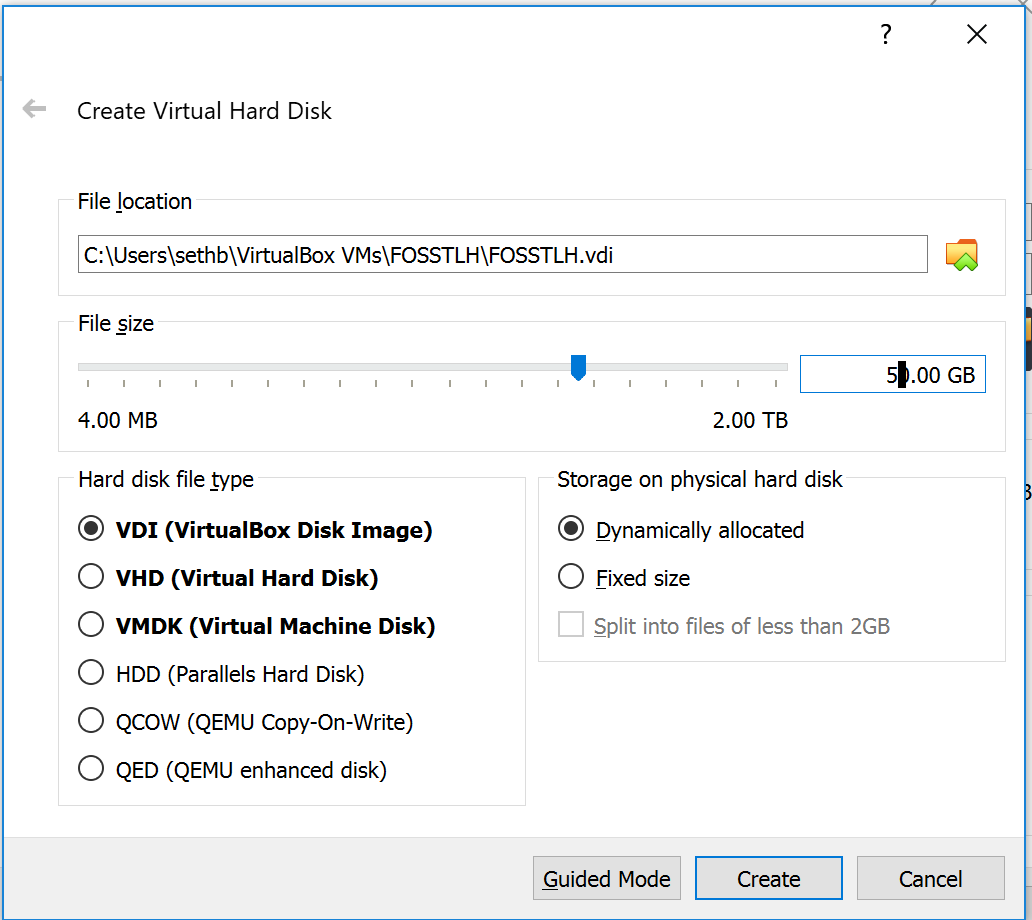 ?
Create Virtual Hard Disk
File location
C:\Users\sethb\VirtualBox VMs\FOSSTLH\FOSSTLH.vdi
File size
50.00 GB
4.00 MB 2.00 TB
Hard disk file type
VDI (VirtualBox Disk Image)
VHD (Virtual Hard Disk)
VMDK (Virtual Machine Disk)
HDD (Parallels Hard Disk)
QCOW (QEMU Copy-On-Write)
QED (QEMU enhanced disk)
Storage on physical hard disk
Dynamically allocated
Fixed size
Split into files of less than 2GB
Guided Mode Create Cancel